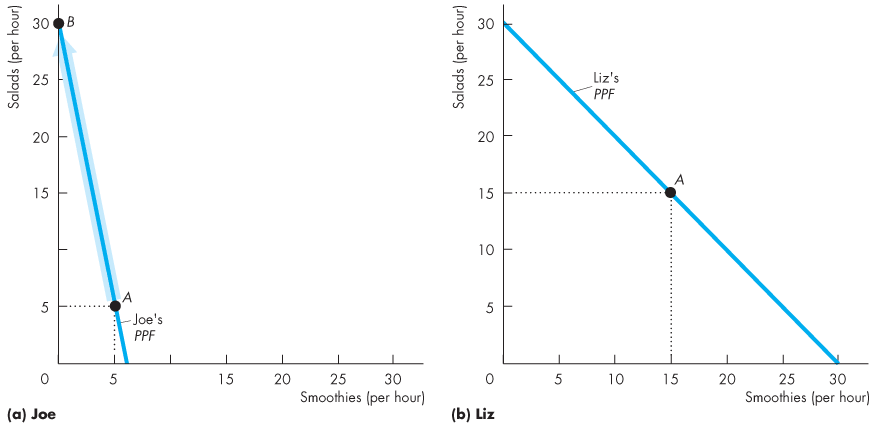 Salads (per hour)
30
B
25
20
15
5
A
Joe's
PPF
0
5
15
20
25
30
Smoothies (per hour)
(a) Joe
Salads (per hour)
30
25
Liz's
PPF
20
15
A
10
5
0
5
10
15
20
25
30
Smoothies (per hour)
(b) Liz